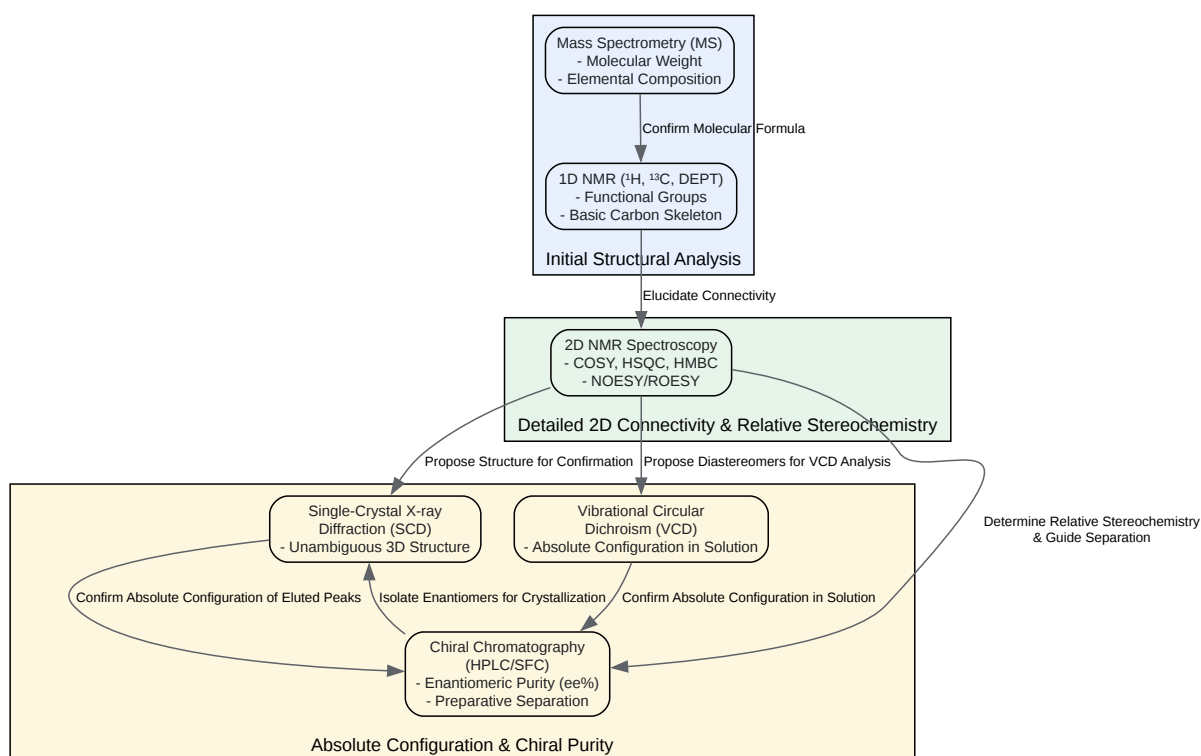 Mass Spectrometry (MS)
- Molecular Weight
- Elemental Composition
Confirm Molecular Formula
1D NMR (¹H, ¹³C, DEPT)
- Functional Groups
- Basic Carbon Skeleton
Initial Structural Analysis
Elucidate Connectivity
2D NMR Spectroscopy
- COSY, HSQC, HMBC
- NOESY/ROESY
Detailed 2D Connectivity & Relative Stereochemistry
Propose Structure for Confirmation
Propose Diastereomers for VCD Analysis
Determine Relative Stereochemistry
& Guide Separation
Single-Crystal X-ray
Diffraction (SCD)
- Unambiguous 3D Structure
Vibrational Circular
Dichroism (VCD)
- Absolute Configuration in Solution
Confirm Absolute Configuration of Eluted Peaks
Isolate Enantiomers for Crystallization
Confirm Absolute Configuration in Solution
Chiral Chromatography
(HPLC/SFC)
- Enantiomeric Purity (ee%)
- Preparative Separation
Absolute Configuration & Chiral Purity